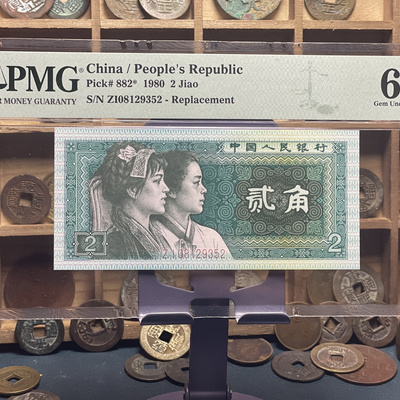 PMG
MONEY GUARANTY
China / People's Republic
Pick# 882* 1980 2 Jiao
S/N ZI08129352 - Replacement
6
Gem Unc
中国人民银行
贰角
2
2
ZI08129352